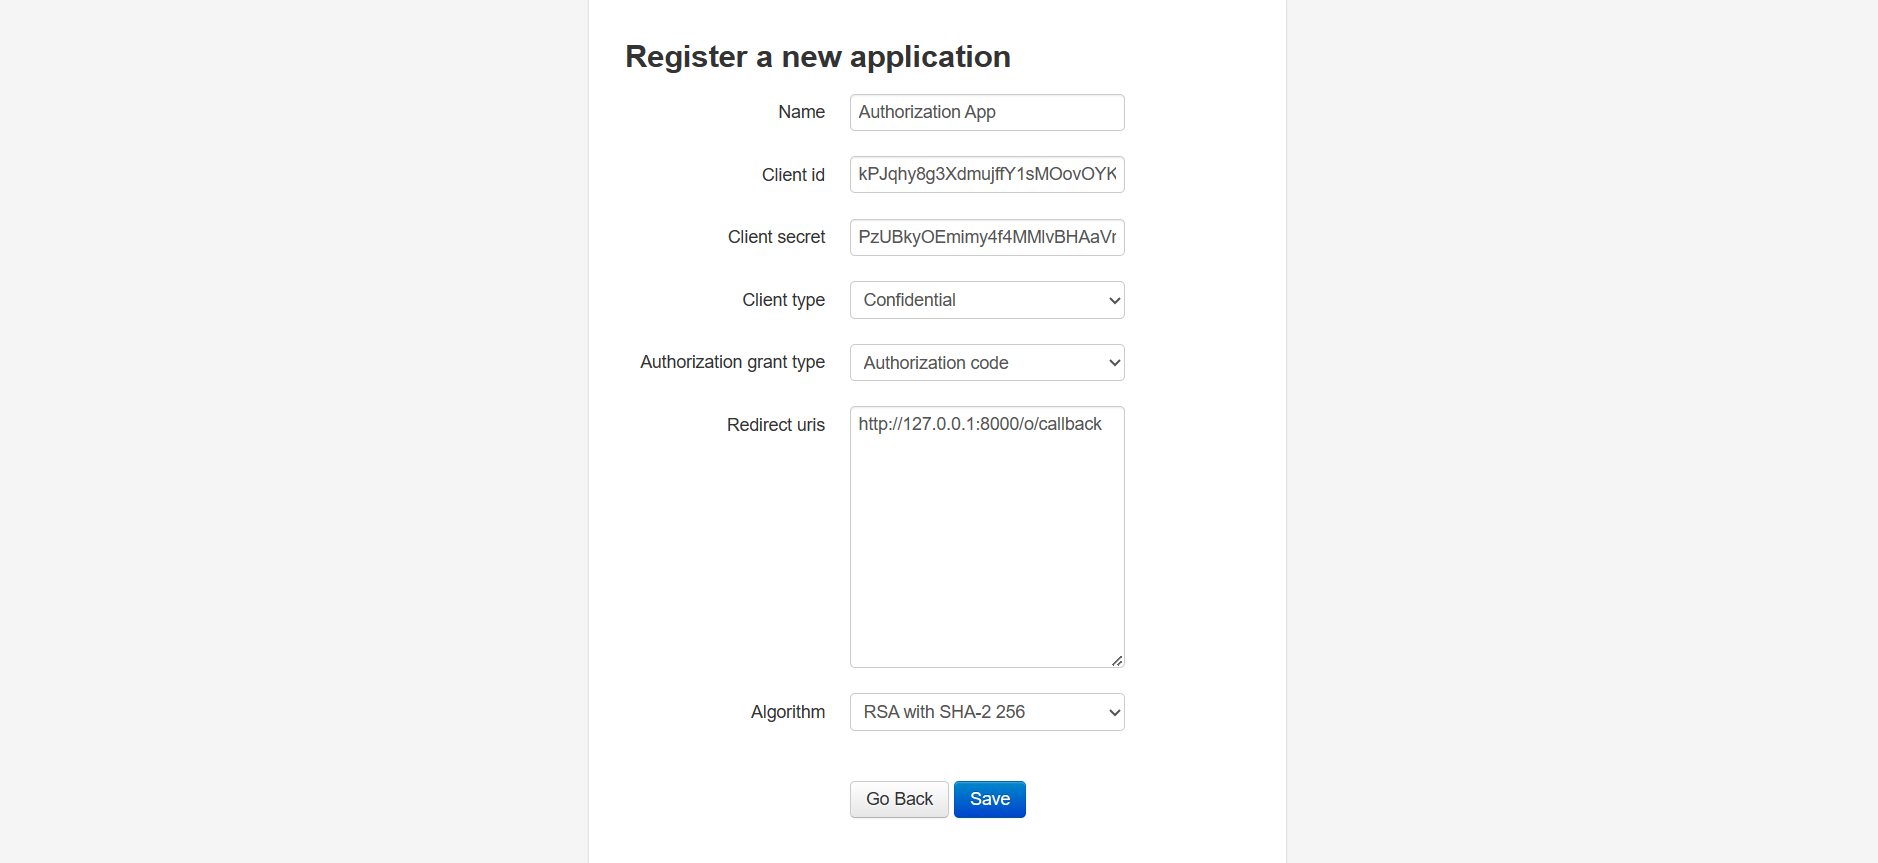 Register a new application
Name Authorization App
Client id kPJqhy8g3XdmujffY1sMOovOYK
Client secret PzUBkyOEmimy4f4MMlvBHAaVr
Client type Confidential
Authorization grant type Authorization code
Redirect uris http://127.0.0.1:8000/o/callback
Algorithm RSA with SHA-2 256
Go Back Save